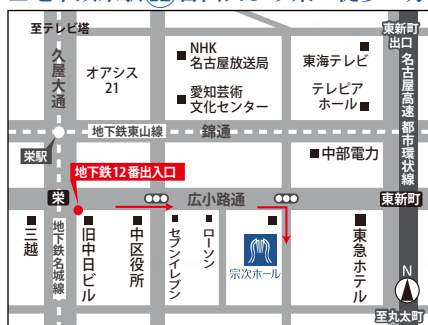 至テレビ塔
久屋大通
オアシス
21
NHK
名古屋放送局
愛知芸術
文化センター
東海テレビ
テレピア
ホール
東新町
出口
名古屋高速 都市環状線
地下鉄東山線
錦通
栄駅
中部電力
地下鉄12番出入口
栄
広小路通
東新町
三越
地下鉄名城線
旧中日ビル
中区役所
セブンイレブン
ローソン
宗次ホール
東急ホテル
N
至丸太町